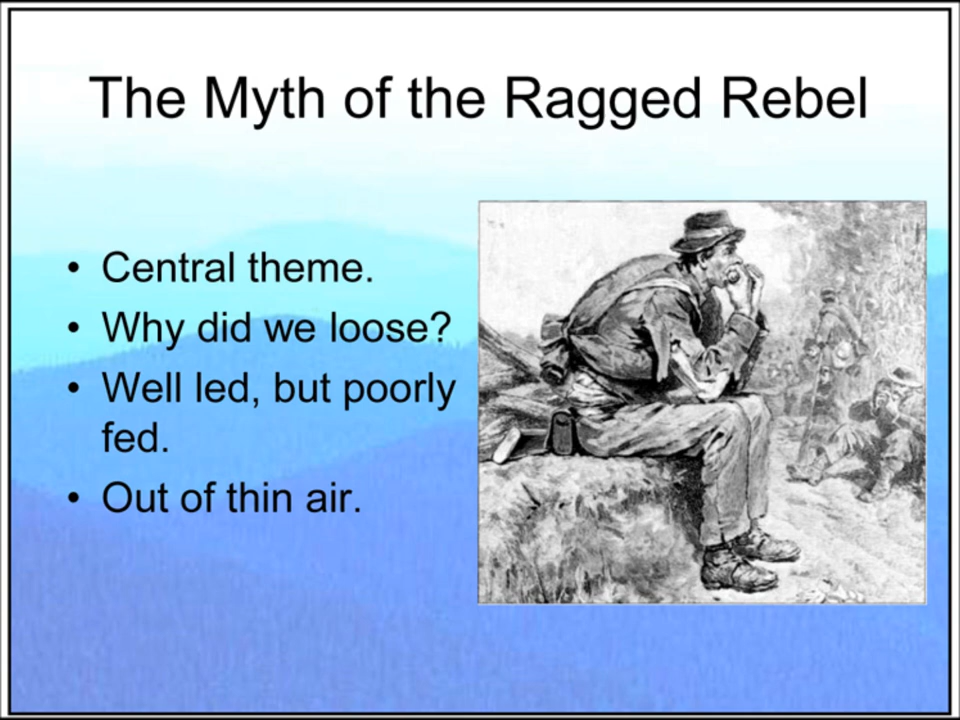 The Myth of the Ragged Rebel
• Central theme.
• Why did we loose?
• Well led, but poorly
fed.
• Out of thin air.